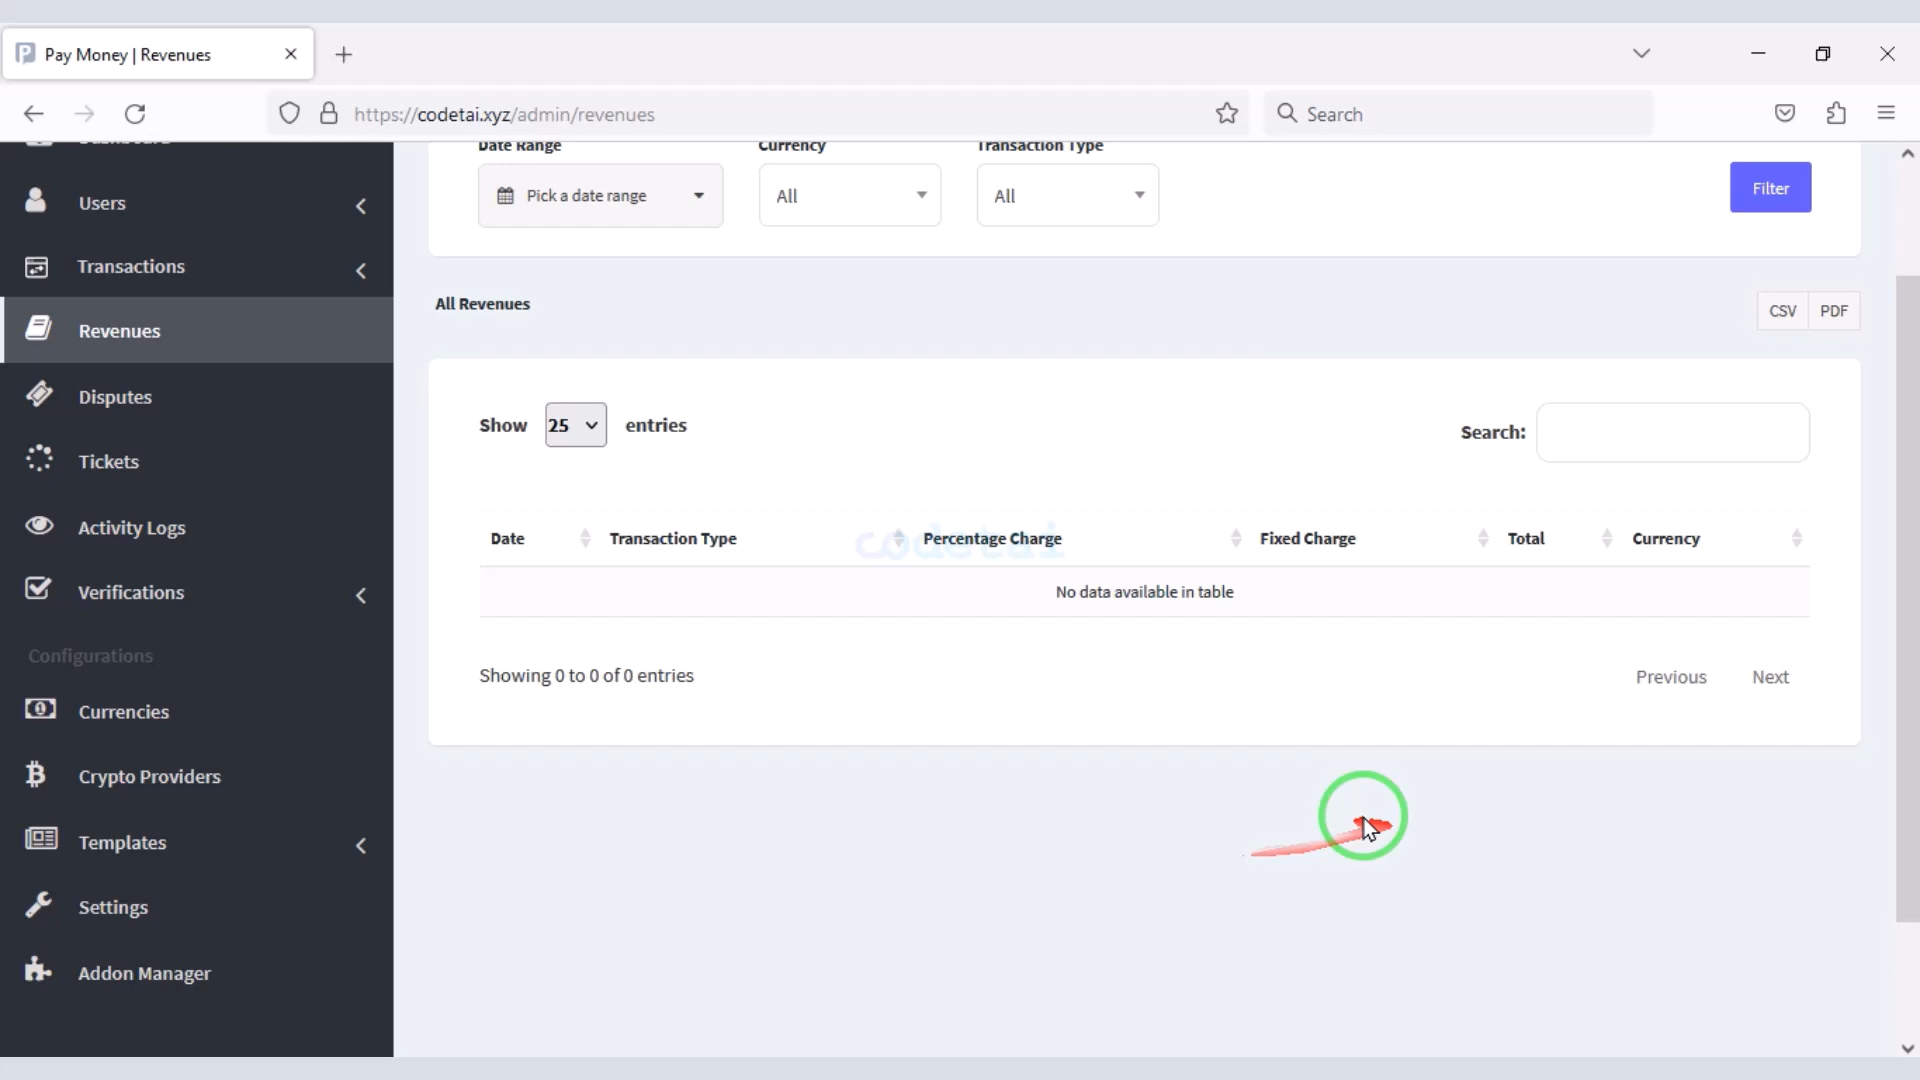 Pay Money | Revenues
https://codetai.xyz/admin/revenues
Search
Dashboard
Users
Transactions
Revenues
Disputes
Tickets
Activity Logs
Verifications
Configurations
Currencies
Crypto Providers
Templates
Settings
Addon Manager
Date Range Currency Transaction Type
Pick a date range All All Filter
All Revenues CSV PDF
Show 25 entries Search:
Date Transaction Type Percentage Charge Fixed Charge Total Currency
codetai
No data available in table
Showing 0 to 0 of 0 entries Previous Next